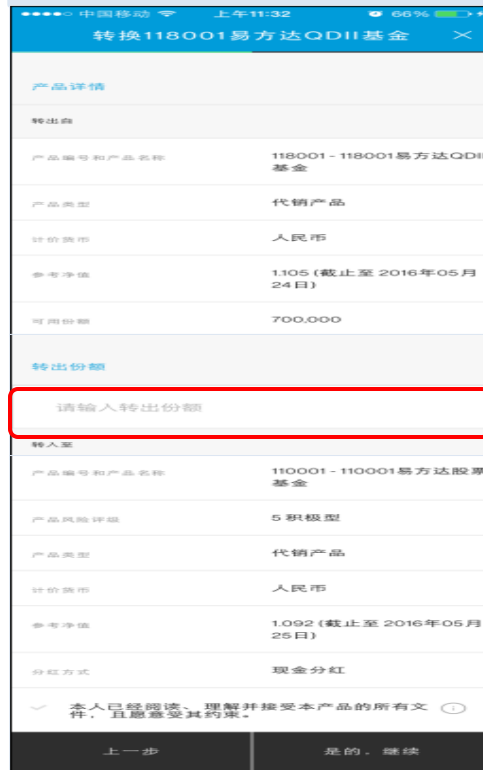 中国移动 上午11:32 66%
转换118001易方达QDII基金
产品详情
转出自
产品编号和产品名称 118001 - 118001易方达QDII
基金
产品类型 代销产品
计价货币 人民币
参考净值 1.105 (截止至 2016年05月
24日)
可用份额 700.000
转出份额
请输入转出份额
转入至
产品编号和产品名称 110001 - 110001易方达股票
基金
产品风险评级 5 积极型
产品类型 代销产品
计价货币 人民币
参考净值 1.092 (截止至 2016年05月
25日)
分红方式 现金分红
本人已经阅读、理解并接受本产品的所有文
件，且愿意受其约束。
上一步 是的，继续